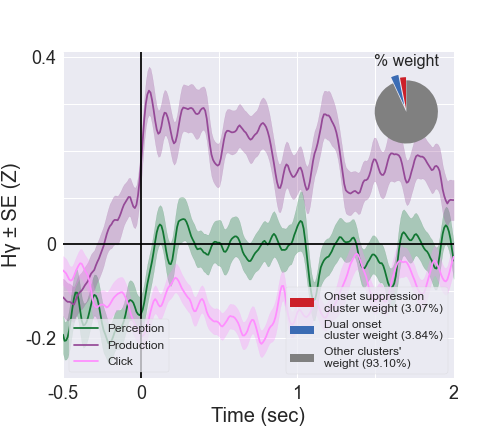 % weight
0.4
0
-0.2
Hγ ± SE (Z)
Perception
Production
Click
Onset suppression
cluster weight (3.07%)
Dual onset
cluster weight (3.84%)
Other clusters'
weight (93.10%)
-0.5 0 1 2
Time (sec)